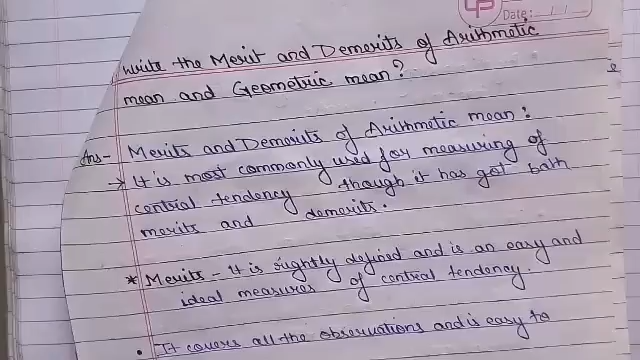 Date: / /
write the Merit and Demerits of Arithmetic
mean and Geometric mean?
Ans- Merits and Demerits of Arithmetic mean:
→ It is most commonly used for measuring of
central tendency though it has got bath
merits and demerits.
* Merits - It is rightly defined and is an easy and
ideal measures of central tendency.
• It covers all the observations and is easy to